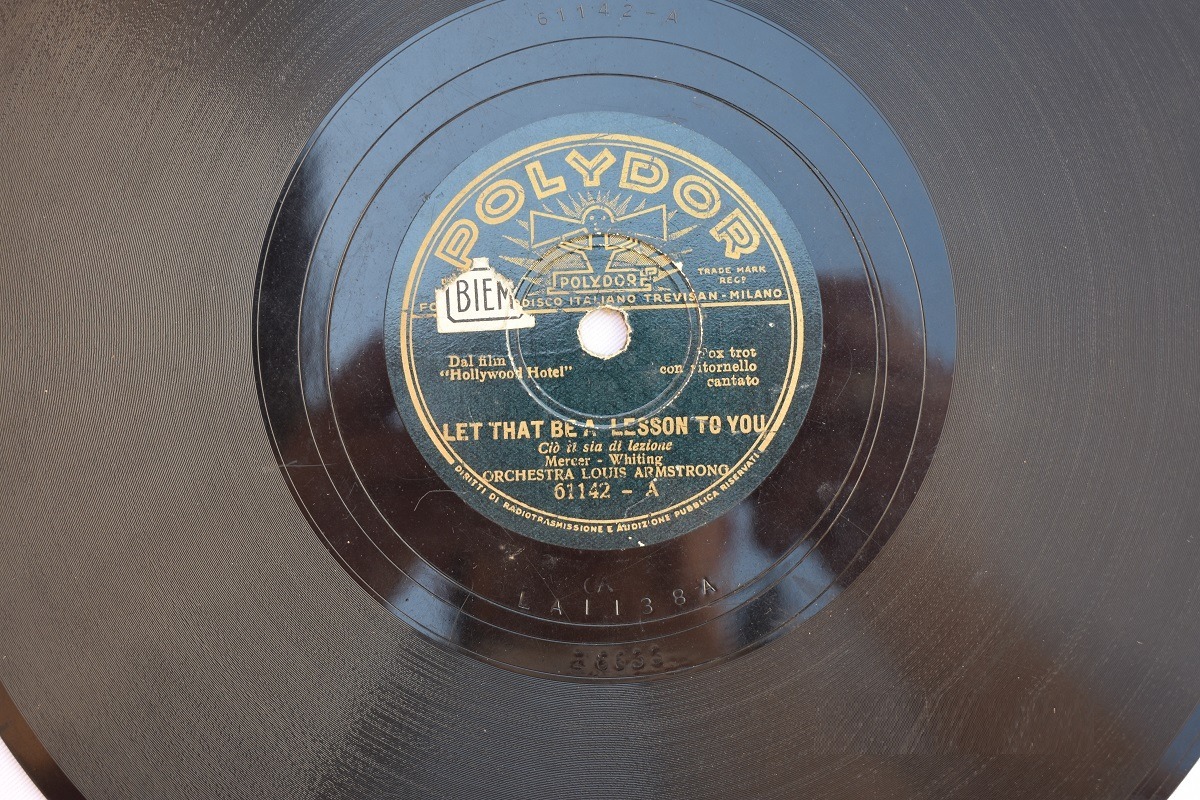 61142-A
POLYDOR
POLYDOR
TRADE MARK
REGD
BIEM
DISCO ITALIANO TREVISAN - MILANO
Dal film
"Hollywood Hotel"
Fox trot
con ritornello
cantato
LET THAT BE A LESSON TO YOU
Ciò ti sia di lezione
Mercer - Whiting
ORCHESTRA LOUIS ARMSTRONG
61142 - A
DIRITTI DI RADIOTRASMISSIONE E AUDIZIONE PUBBLICA RISERVATI
LA1138A